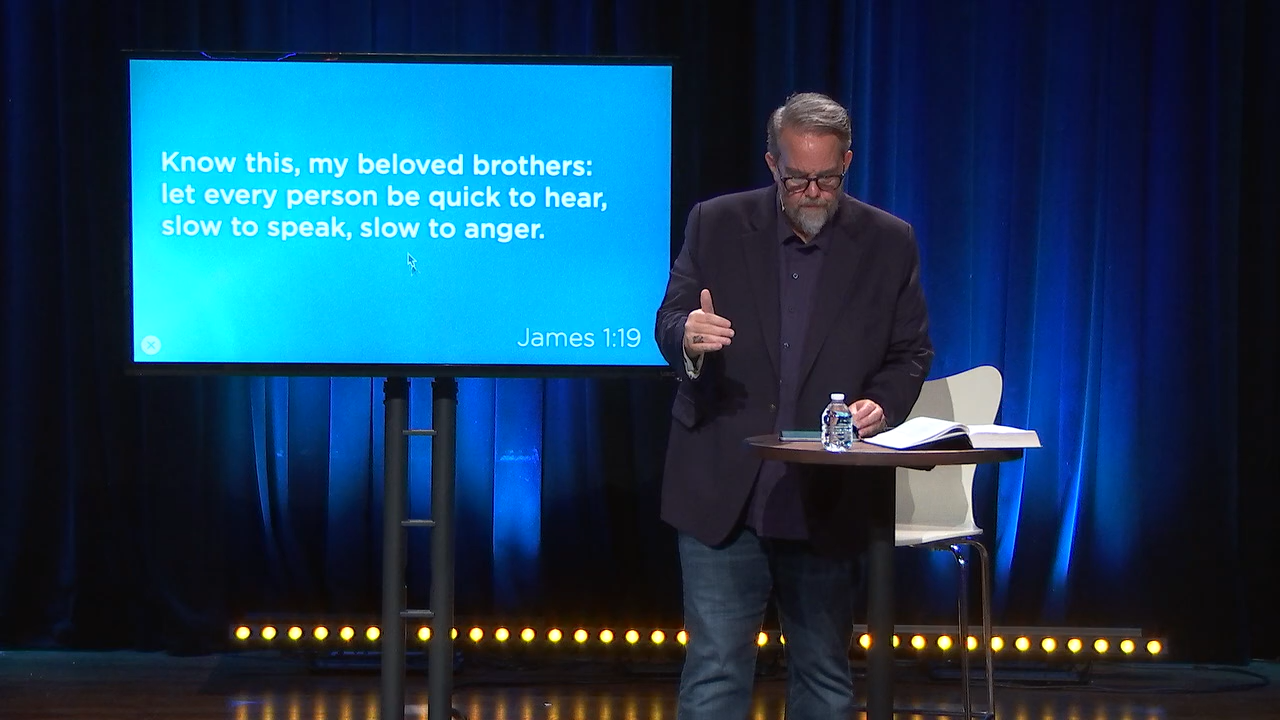 Know this, my beloved brothers:
let every person be quick to hear,
slow to speak, slow to anger.
James 1:19